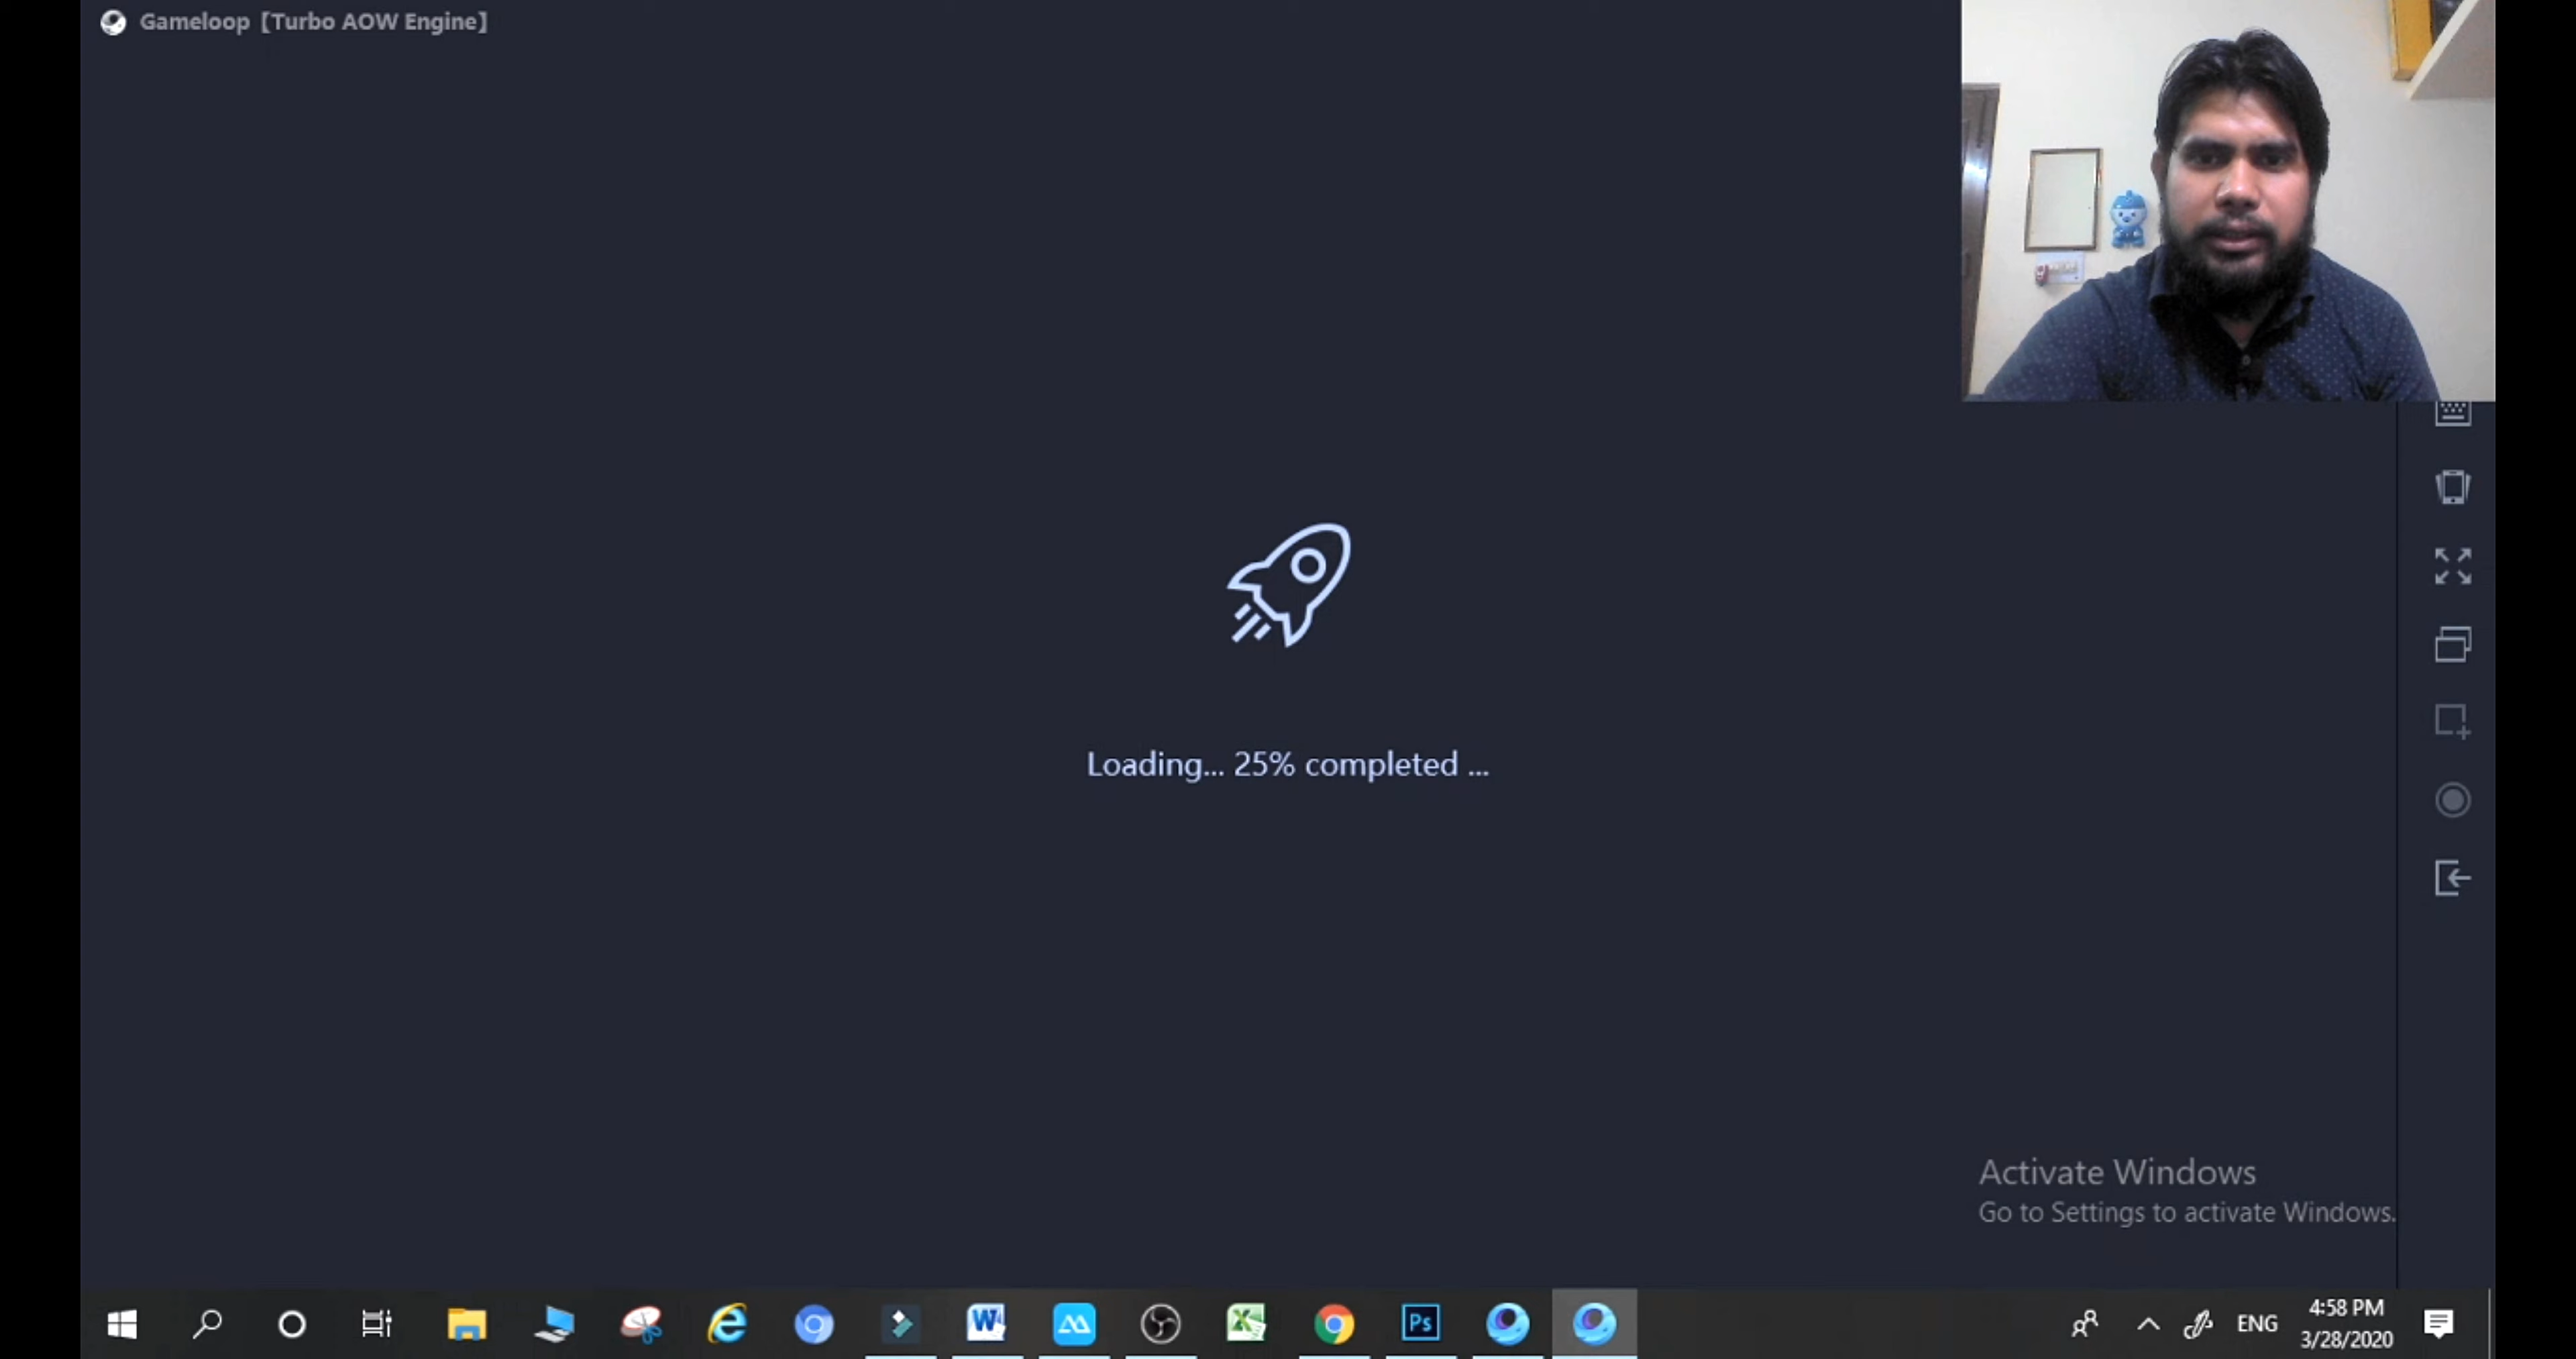 Gameloop [Turbo AOW Engine]
Loading... 25% completed ...
Activate Windows
Go to Settings to activate Windows.
W
Ps
ENG
4:58 PM
3/28/2020